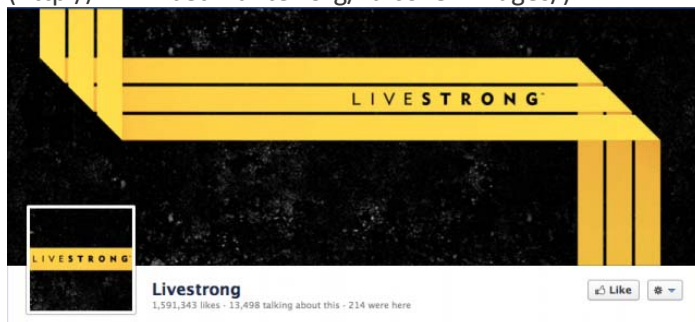 LIVESTRONG
LIVESTRONG
Livestrong
Like
1,591,343 likes · 13,498 talking about this · 214 were here